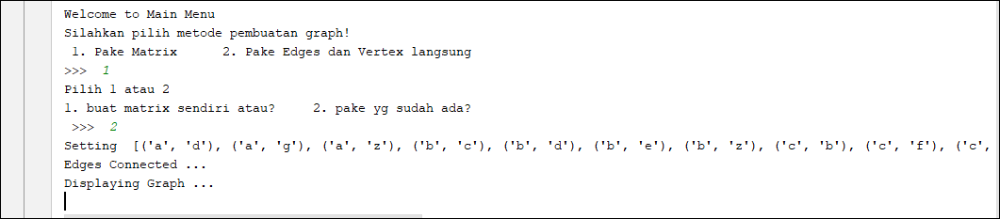 Welcome to Main Menu
Silahkan pilih metode pembuatan graph!
1. Pake Matrix 2. Pake Edges dan Vertex langsung
>>> 1
Pilih 1 atau 2
1. buat matrix sendiri atau? 2. pake yg sudah ada?
>>> 2
Setting [('a', 'd'), ('a', 'g'), ('a', 'z'), ('b', 'c'), ('b', 'd'), ('b', 'e'), ('b', 'z'), ('c', 'b'), ('c', 'f'), ('c',
Edges Connected ...
Displaying Graph ...